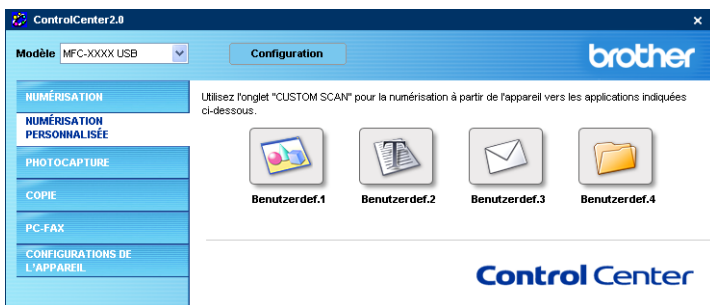 ControlCenter2.0
Modèle MFC-XXXX USB
Configuration
brother
NUMÉRISATION
NUMÉRISATION
PERSONNALISÉE
PHOTOCAPTURE
COPIE
PC-FAX
CONFIGURATIONS DE
L'APPAREIL
Utilisez l'onglet "CUSTOM SCAN" pour la numérisation à partir de l'appareil vers les applications indiquées
ci-dessous.
Benutzerdef.1 Benutzerdef.2 Benutzerdef.3 Benutzerdef.4
Control Center